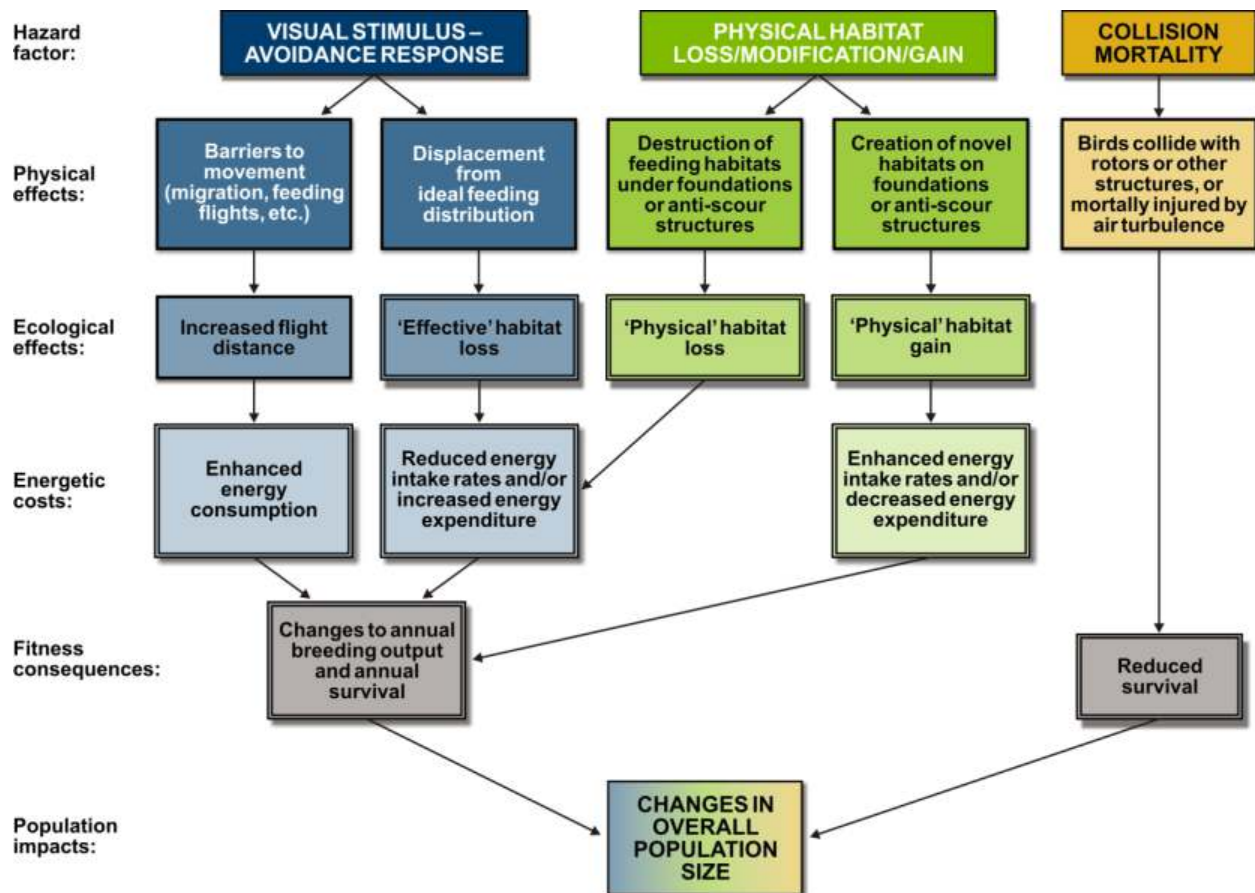 Hazard
factor:
VISUAL STIMULUS –
AVOIDANCE RESPONSE
PHYSICAL HABITAT
LOSS/MODIFICATION/GAIN
COLLISION
MORTALITY
Physical
effects:
Barriers to
movement
(migration, feeding
flights, etc.)
Displacement
from
ideal feeding
distribution
Destruction of
feeding habitats
under foundations
or anti-scour
structures
Creation of novel
habitats on
foundations
or anti-scour
structures
Birds collide with
rotors or other
structures, or
mortally injured by
air turbulence
Ecological
effects:
Increased flight
distance
‘Effective’ habitat
loss
‘Physical’ habitat
loss
‘Physical’ habitat
gain
Energetic
costs:
Enhanced
energy
consumption
Reduced energy
intake rates and/or
increased energy
expenditure
Enhanced energy
intake rates and/or
decreased energy
expenditure
Fitness
consequences:
Changes to annual
breeding output
and annual
survival
Reduced
survival
Population
impacts:
CHANGES IN
OVERALL
POPULATION
SIZE